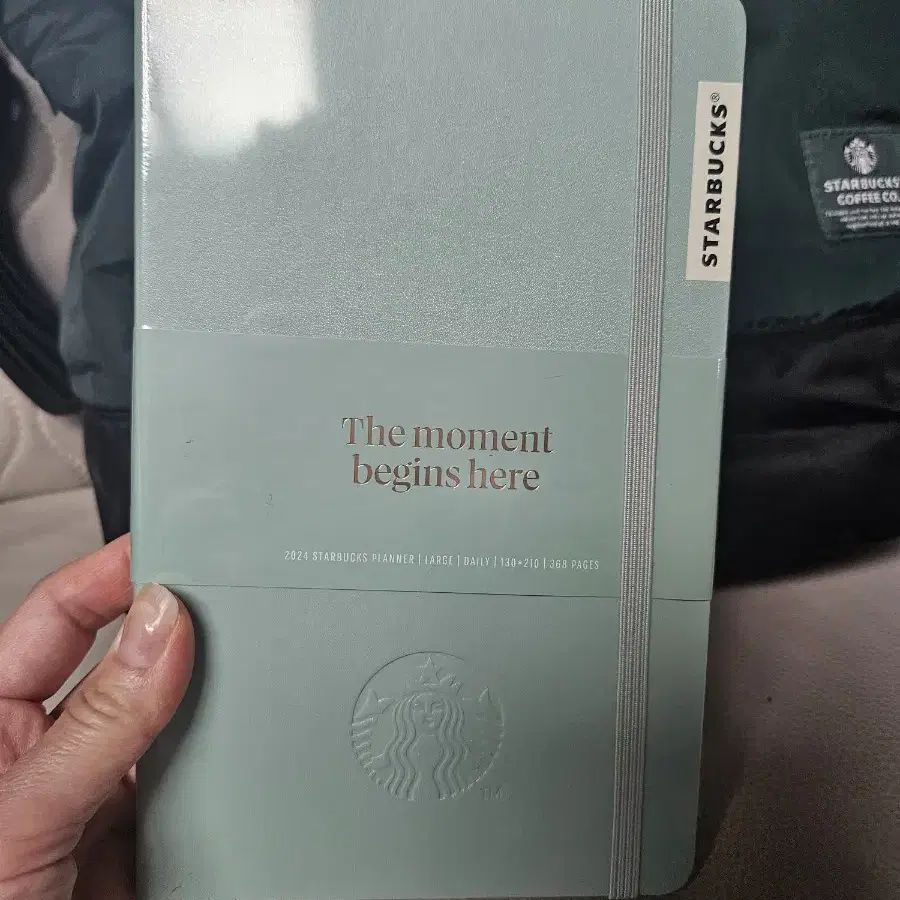 STARBUCKS®
STARBUCKS
COFFEE CO.
The moment
begins here
2024 STARBUCKS PLANNER | LARGE | DAILY | 130*210 | 368 PAGES
TM